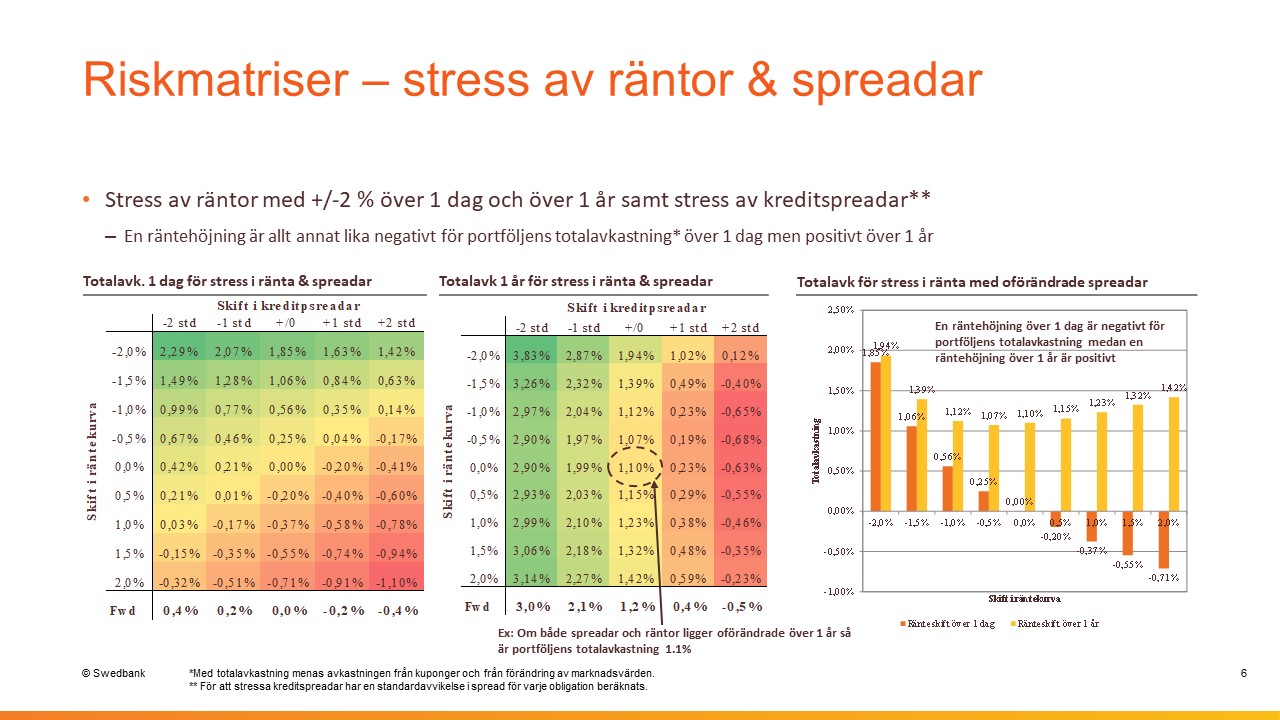 Riskmatriser – stress av räntor & spreadar
• Stress av räntor med +/-2 % över 1 dag och över 1 år samt stress av kreditspreadar**
– En räntehöjning är allt annat lika negativt för portföljens totalavkastning* över 1 dag men positivt över 1 år
Totalavk. 1 dag för stress i ränta & spreadar
Skift i kreditpsreadar
-2 std -1 std +/0 +1 std +2 std
Skift i räntekurva
-2,0% 2,29% 2,07% 1,85% 1,63% 1,42%
-1,5% 1,49% 1,28% 1,06% 0,84% 0,63%
-1,0% 0,99% 0,77% 0,56% 0,35% 0,14%
-0,5% 0,67% 0,46% 0,25% 0,04% -0,17%
0,0% 0,42% 0,21% 0,00% -0,20% -0,41%
0,5% 0,21% 0,01% -0,20% -0,40% -0,60%
1,0% 0,03% -0,17% -0,37% -0,58% -0,78%
1,5% -0,15% -0,35% -0,55% -0,74% -0,94%
2,0% -0,32% -0,51% -0,71% -0,91% -1,10%
Fwd 0,4% 0,2% 0,0% -0,2% -0,4%
Totalavk 1 år för stress i ränta & spreadar
Skift i kreditpsreadar
-2 std -1 std +/0 +1 std +2 std
Skift i räntekurva
-2,0% 3,83% 2,87% 1,94% 1,02% 0,12%
-1,5% 3,26% 2,32% 1,39% 0,49% -0,40%
-1,0% 2,97% 2,04% 1,12% 0,23% -0,65%
-0,5% 2,90% 1,97% 1,07% 0,19% -0,68%
0,0% 2,90% 1,99% 1,10% 0,23% -0,63%
0,5% 2,93% 2,03% 1,15% 0,29% -0,55%
1,0% 2,99% 2,10% 1,23% 0,38% -0,46%
1,5% 3,06% 2,18% 1,32% 0,48% -0,35%
2,0% 3,14% 2,27% 1,42% 0,59% -0,23%
Fwd 3,0% 2,1% 1,2% 0,4% -0,5%
Ex: Om både spreadar och räntor ligger oförändrade över 1 år så
är portföljens totalavkastning 1.1%
Totalavk för stress i ränta med oförändrade spreadar
En räntehöjning över 1 dag är negativt för
portföljens totalavkastning medan en
räntehöjning över 1 år är positivt
Totalavkastning
2,50%
2,00%
1,50%
1,00%
0,50%
0,00%
-0,50%
-1,00%
1,94%
1,85%
1,39%
1,06%
1,12%
0,56%
1,07%
0,25%
1,10%
0,00%
1,15%
-0,20%
1,23%
-0,37%
1,32%
-0,55%
1,42%
-0,71%
-2,0% -1,5% -1,0% -0,5% 0,0% 0,5% 1,0% 1,5% 2,0%
Skift i räntekurva
Ränteskift över 1 dag Ränteskift över 1 år
© Swedbank
*Med totalavkastning menas avkastningen från kuponger och från förändring av marknadsvärden.
** För att stressa kreditspreadar har en standardavvikelse i spread för varje obligation beräknats.
6